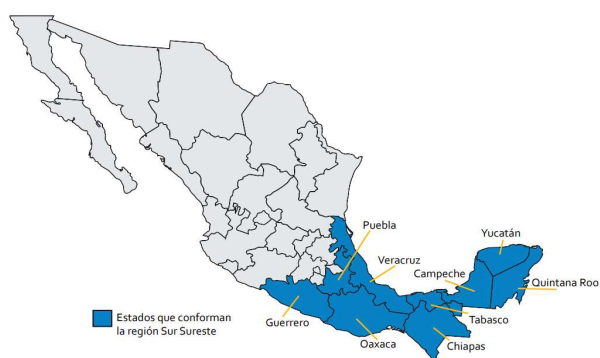 Puebla
Yucatán
Veracruz
Campeche
Quintana Roo
Estados que conforman
la región Sur Sureste
Guerrero
Tabasco
Oaxaca
Chiapas